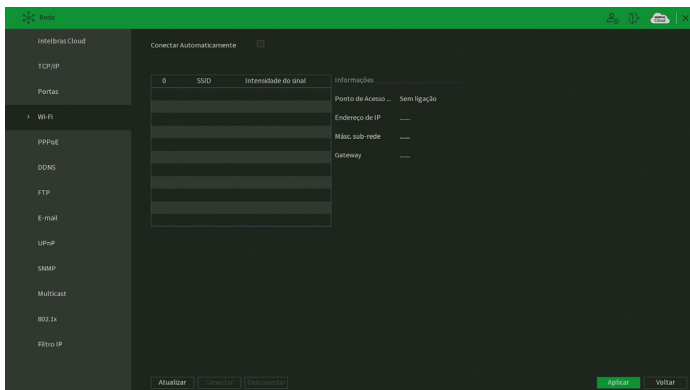 Rede
Intelbras Cloud
TCP/IP
Portas
> Wi-Fi
PPPoE
DDNS
FTP
E-mail
UPnP
SNMP
Multicast
802.1x
Filtro IP
Conectar Automaticamente
0 SSID Intensidade do sinal
Informações
Ponto de Acesso ... Sem ligação
Endereço de IP
Másc. sub-rede
Gateway
Atualizar Conectar Desconectar
Aplicar Voltar